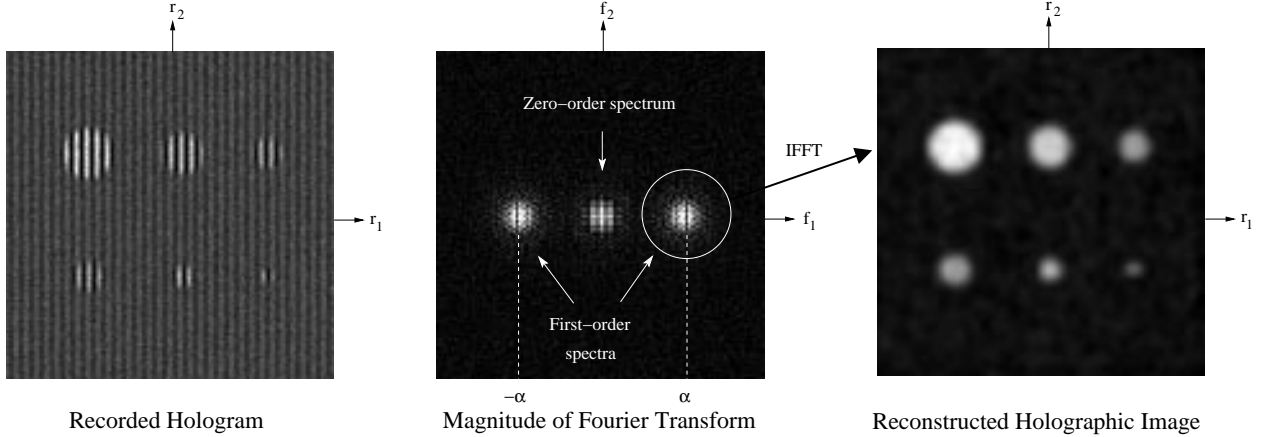 r2
r1
Recorded Hologram
f2
Zero−order spectrum
f1
First−order
spectra
−α
α
Magnitude of Fourier Transform
IFFT
r2
r1
Reconstructed Holographic Image